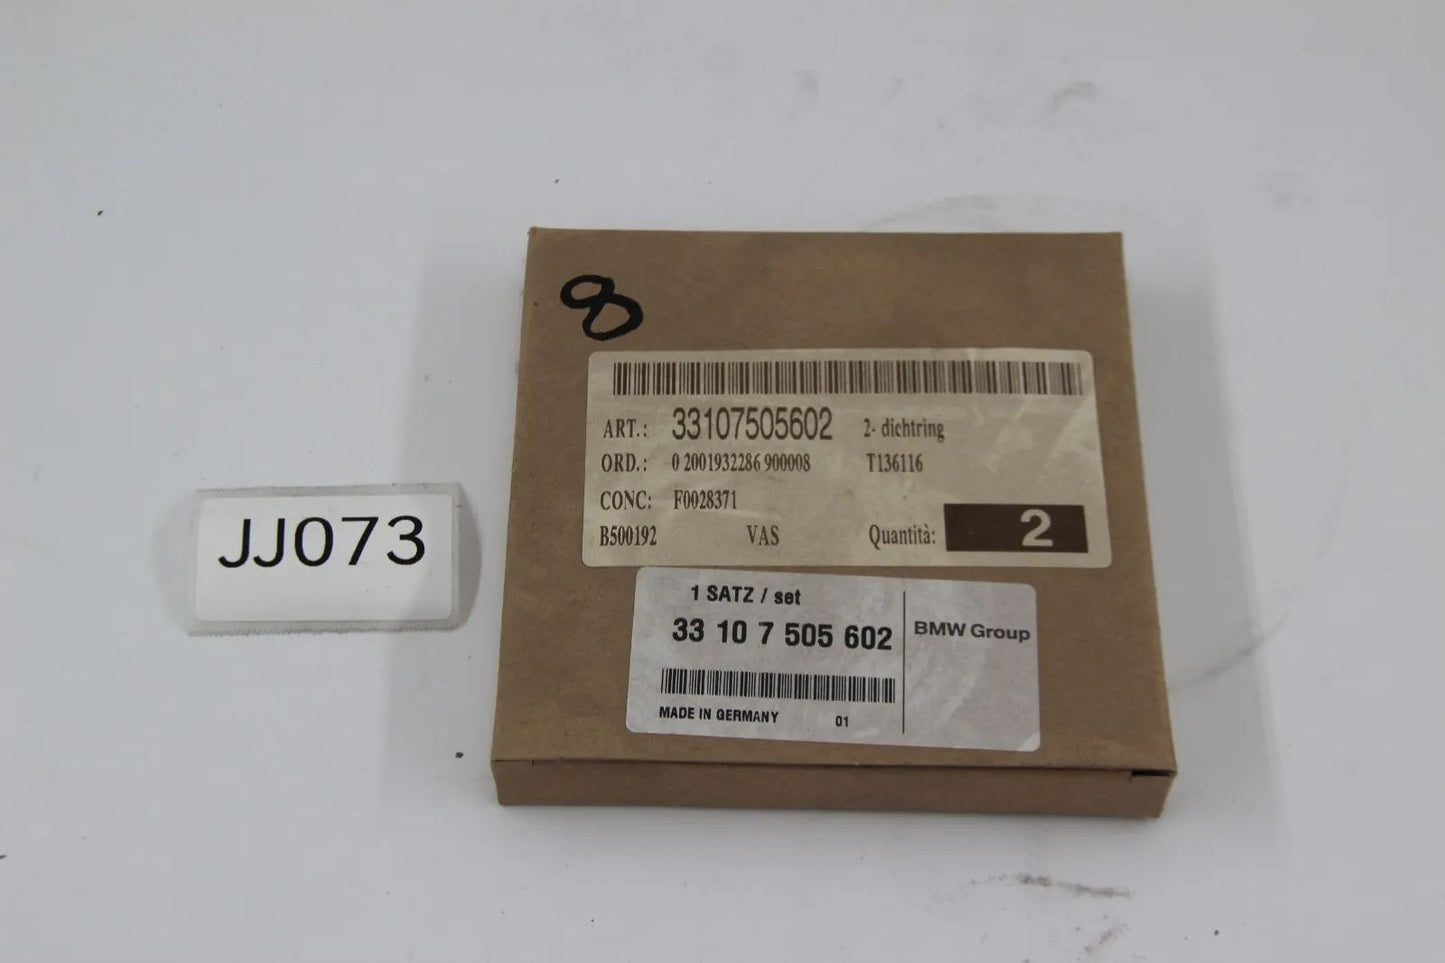 8
ART.: 33107505602 2- dichtring
ORD.: 0 2001932286 900008 T136116
CONC: F0028371
B500192 VAS Quantità: 2
JJ073
1 SATZ / set
33 10 7 505 602 BMW Group
MADE IN GERMANY 01